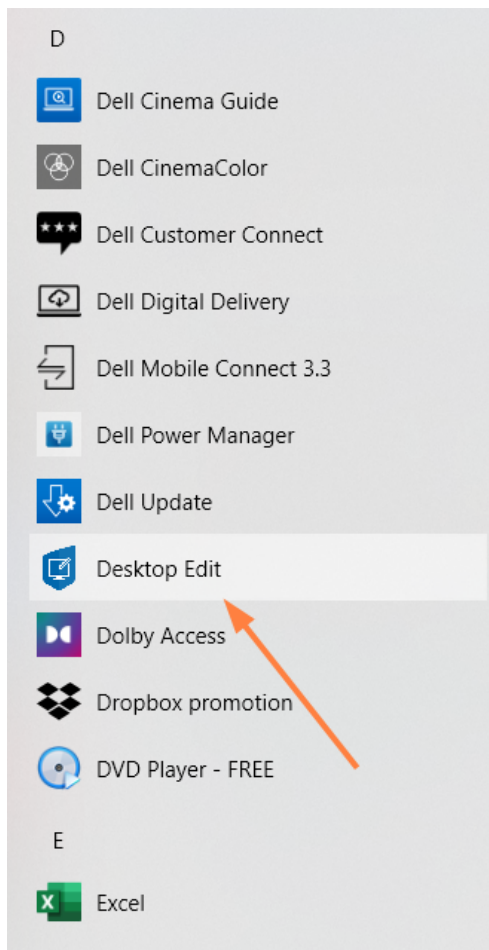 D
Dell Cinema Guide
Dell CinemaColor
Dell Customer Connect
Dell Digital Delivery
Dell Mobile Connect 3.3
Dell Power Manager
Dell Update
Desktop Edit
Dolby Access
Dropbox promotion
DVD Player - FREE
E
Excel